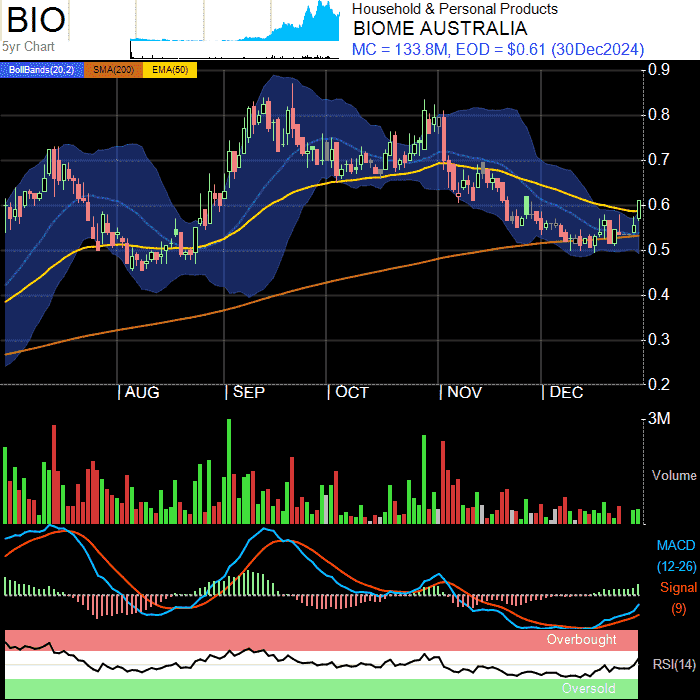 BIO
5yr Chart
Household & Personal Products
BIOME AUSTRALIA
MC = 133.8M, EOD = $0.61 (30Dec2024)
BollBands(20,2) SMA(200) EMA(50)
0.9
0.8
0.7
0.6
0.5
0.4
0.3
0.2
AUG SEP OCT NOV DEC
3M
Volume
MACD
(12-26)
Signal
(9)
Overbought
RSI(14)
Oversold